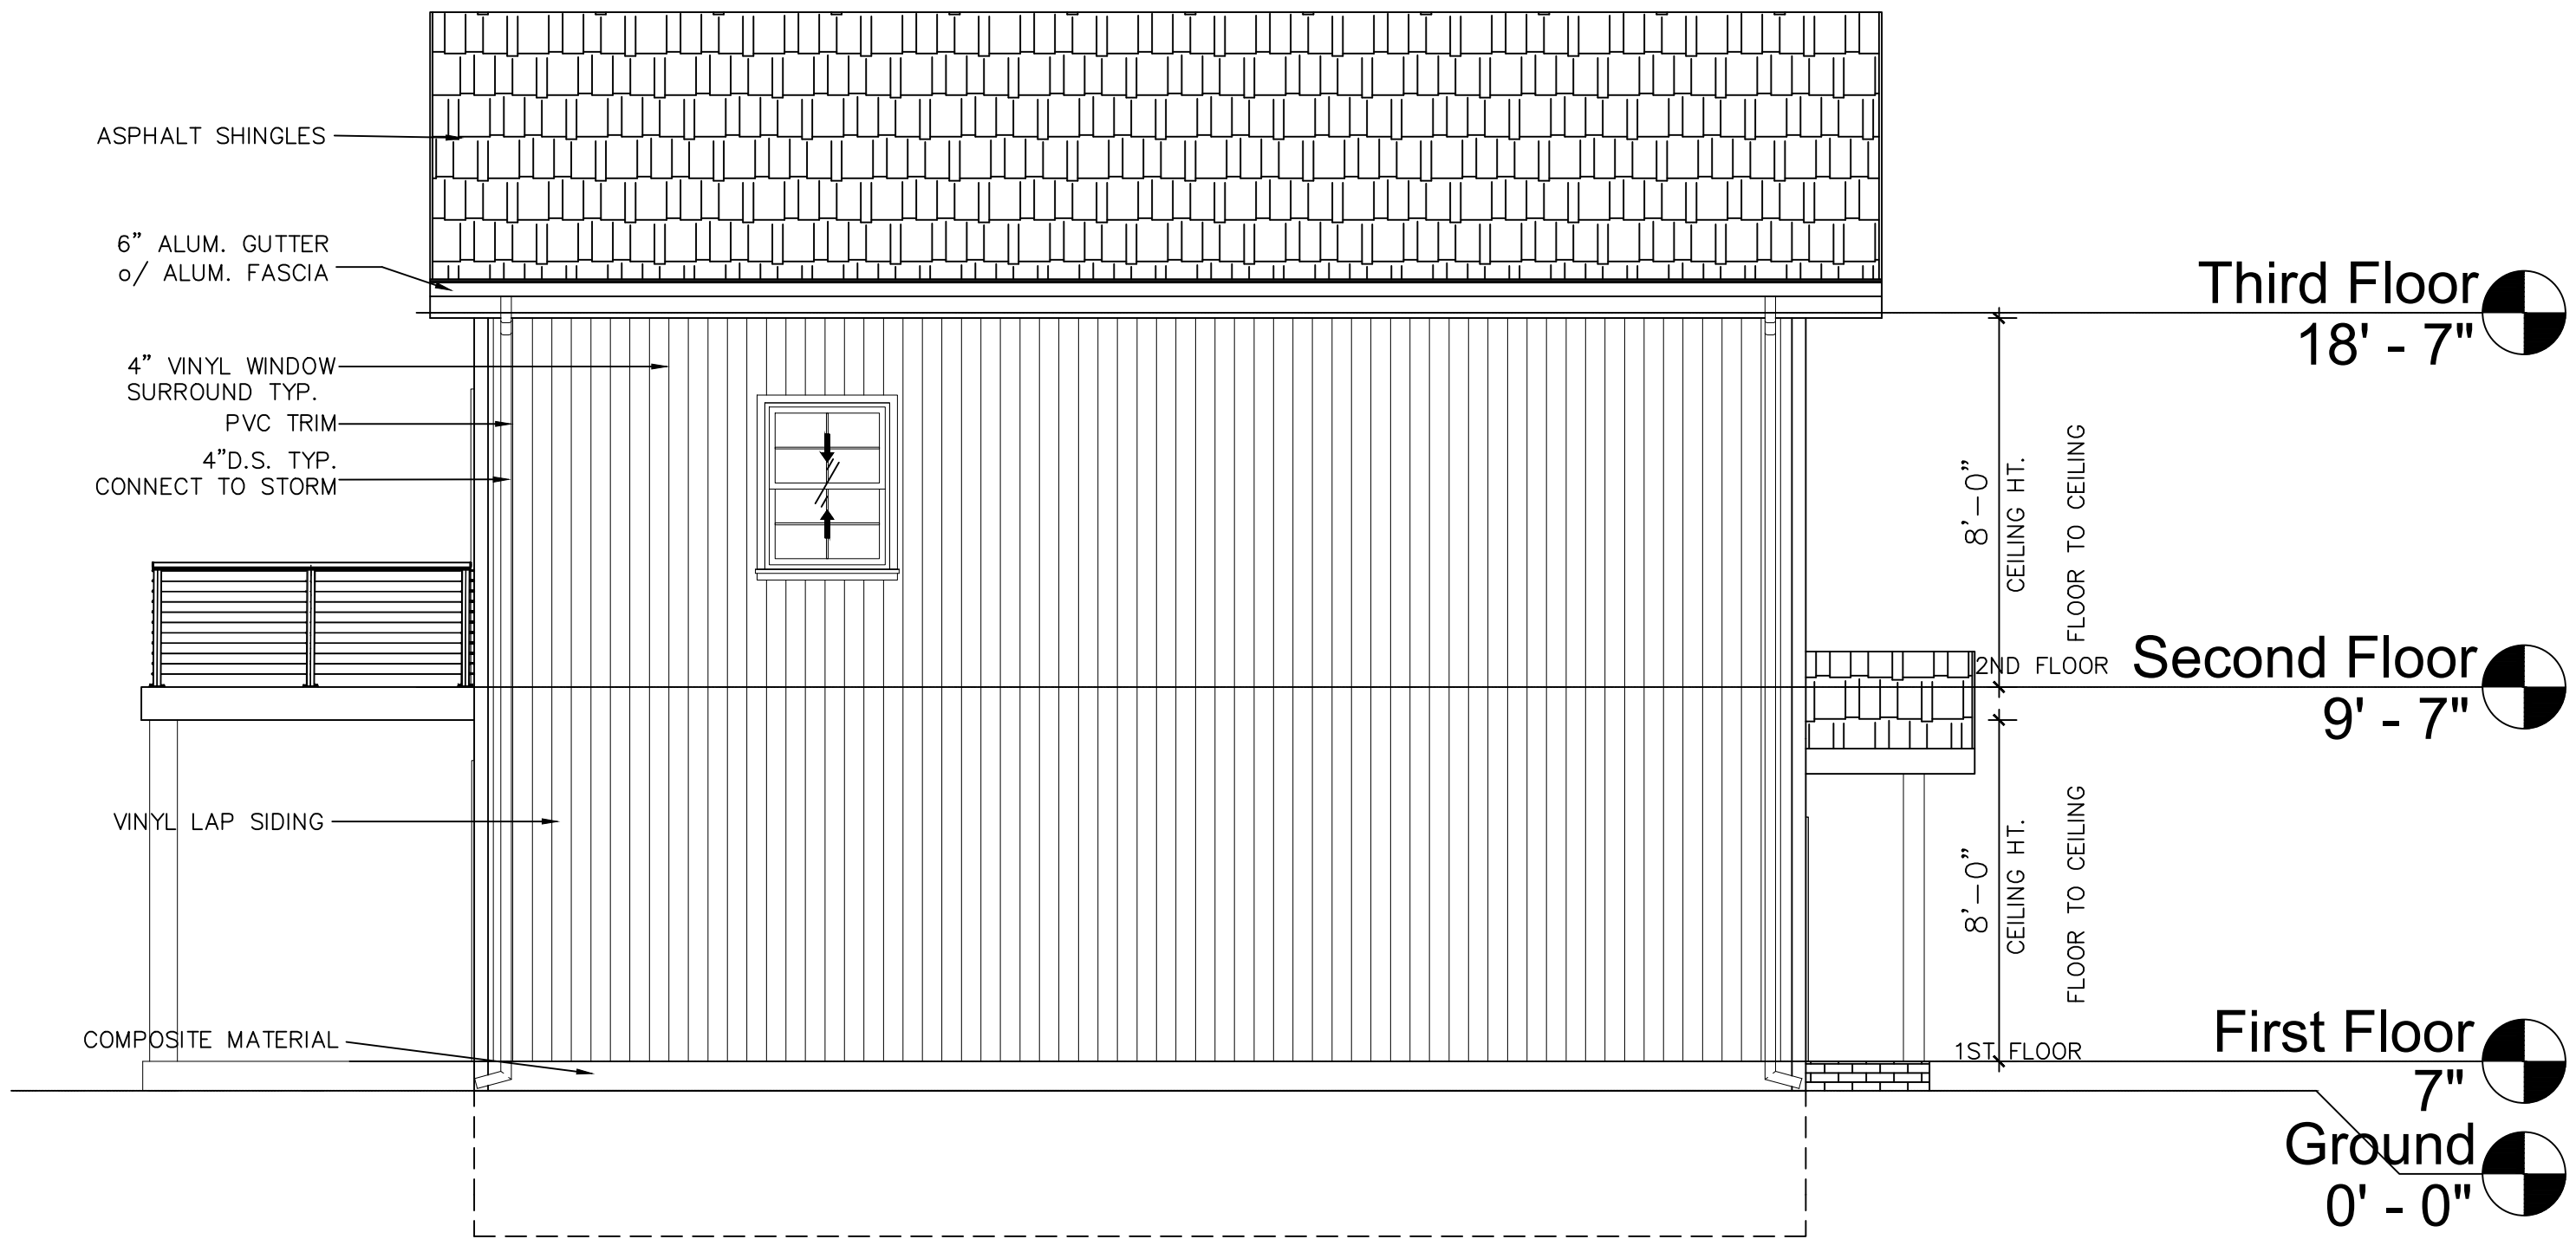 ASPHALT SHINGLES
6” ALUM. GUTTER
o/ ALUM. FASCIA
4” VINYL WINDOW
SURROUND TYP.
PVC TRIM
4”D.S. TYP.
CONNECT TO STORM
VINYL LAP SIDING
COMPOSITE MATERIAL
8’–0”
CEILING HT.
FLOOR TO CEILING
2ND FLOOR
8’–0”
CEILING HT.
FLOOR TO CEILING
1ST FLOOR
Third Floor
18' - 7"
Second Floor
9' - 7"
First Floor
7"
Ground
0' - 0"